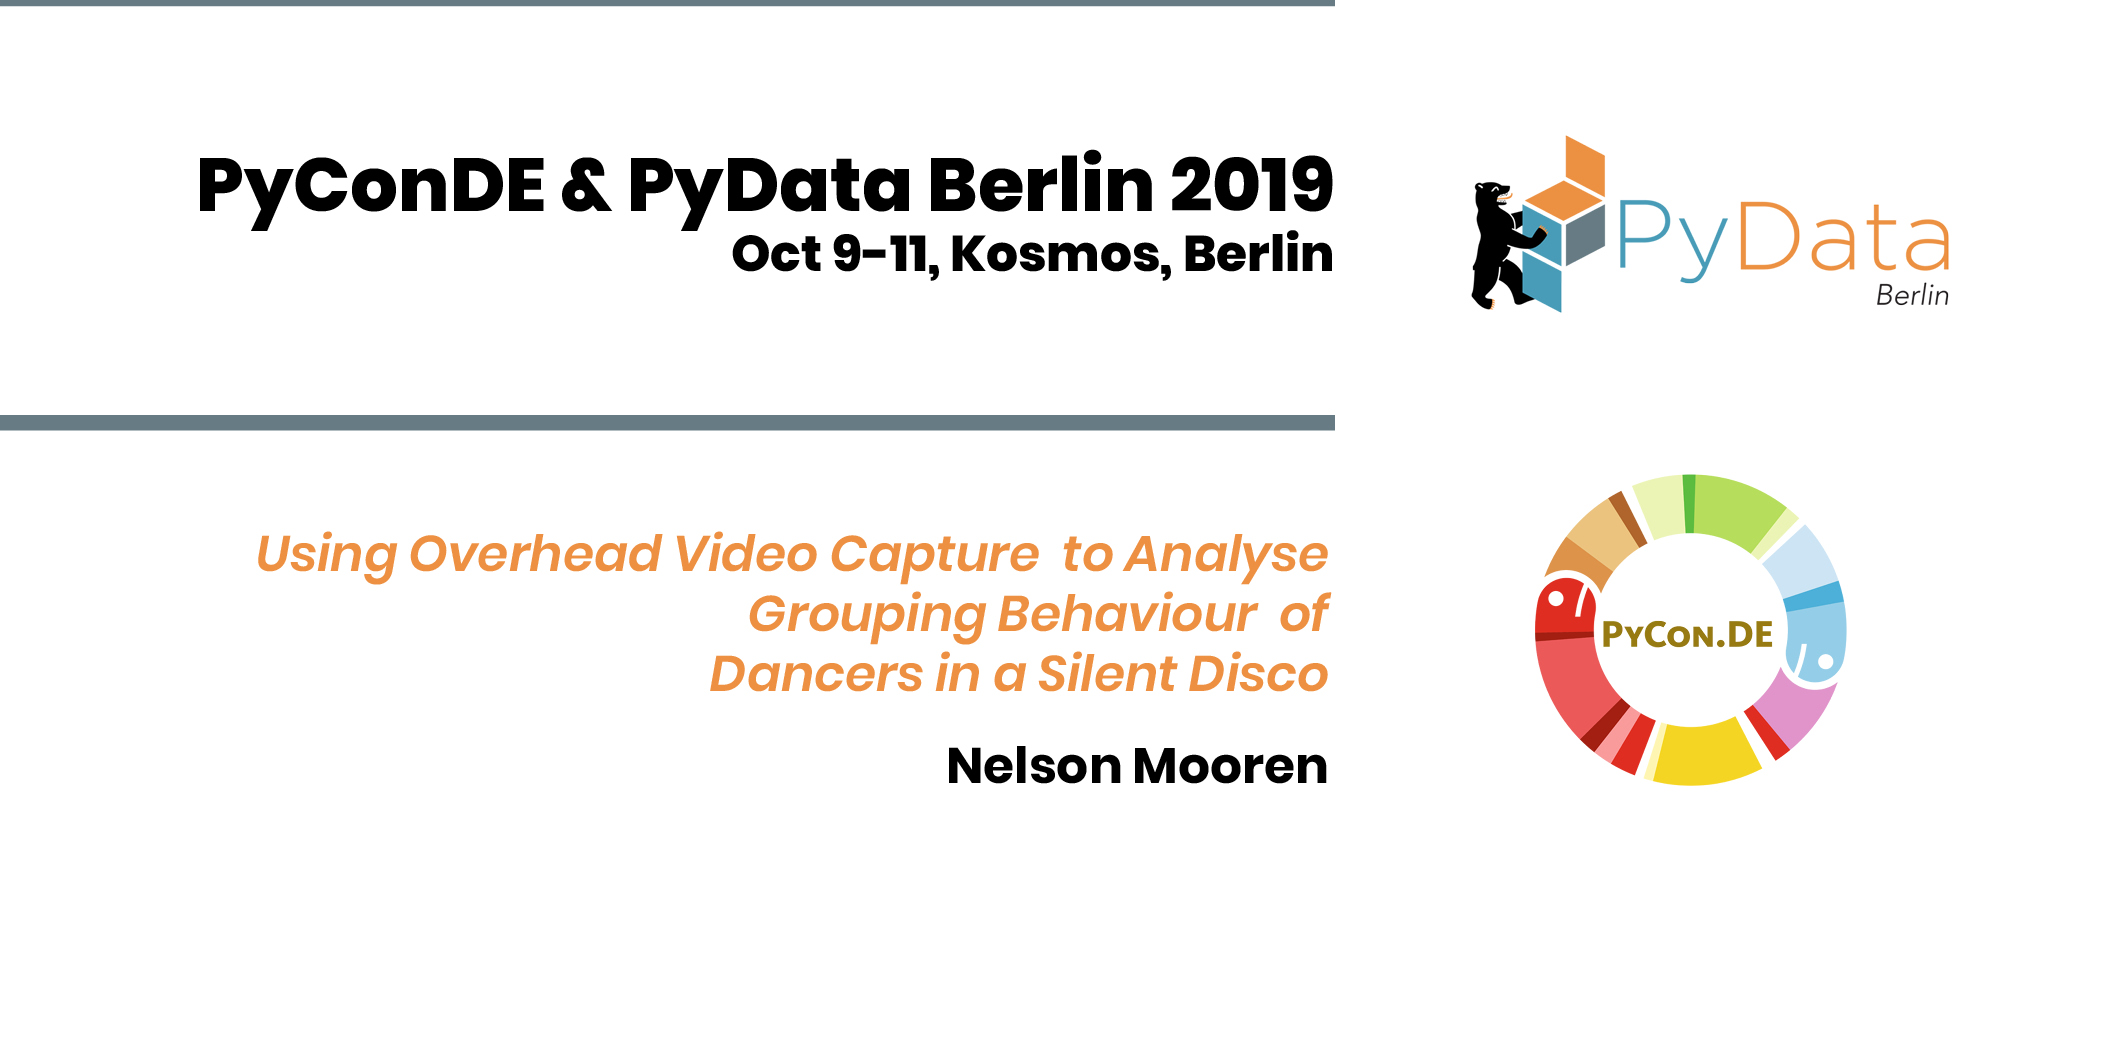 PyConDE & PyData Berlin 2019
Oct 9-11, Kosmos, Berlin
PyData
Berlin
Using Overhead Video Capture  to Analyse
Grouping Behaviour  of
Dancers in a Silent Disco
Nelson Mooren
PyCon.DE